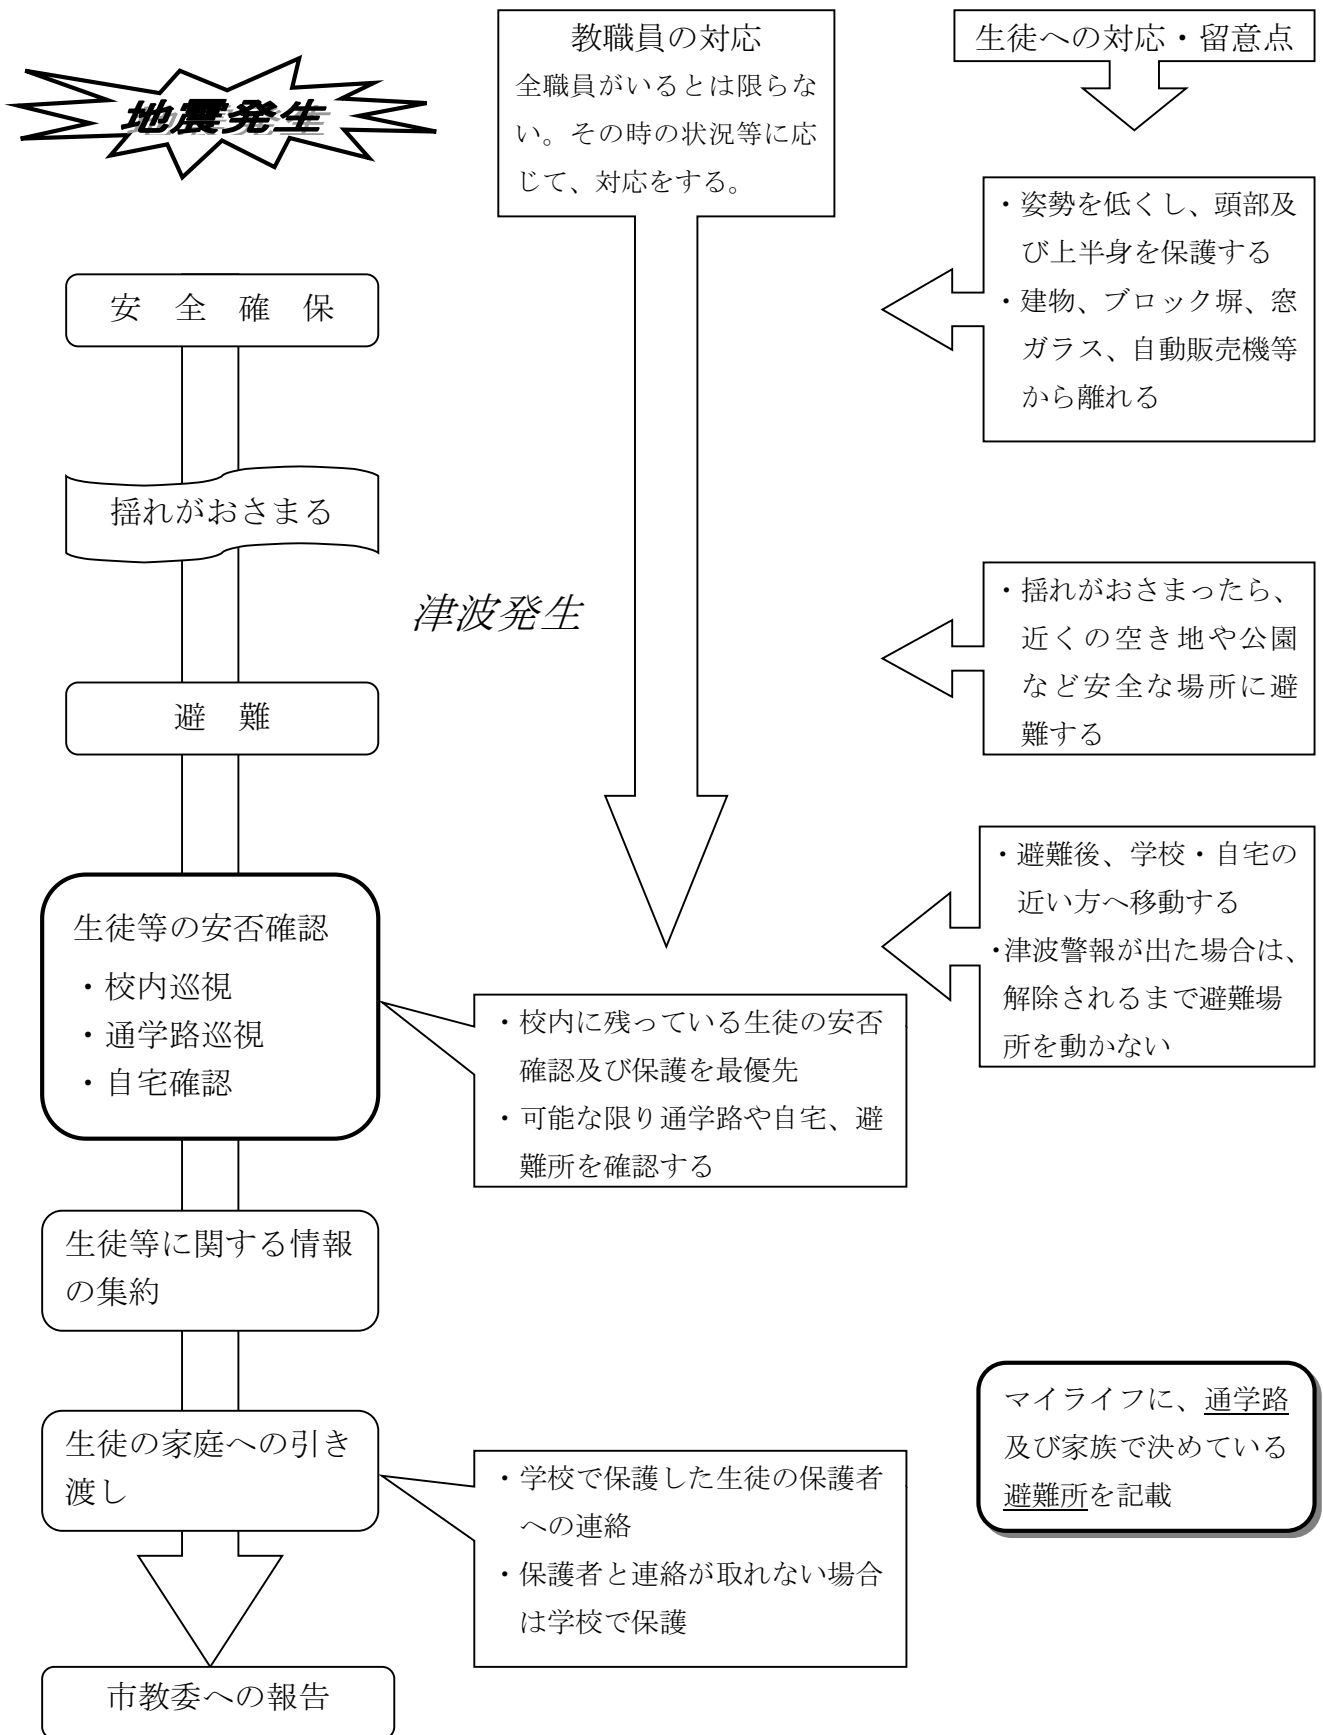 地震発生
教職員の対応
全職員がいるとは限らな
い。その時の状況等に応
じて、対応をする。
生徒への対応・留意点
・姿勢を低くし、頭部及
び上半身を保護する
・建物、ブロック塀、窓
ガラス、自動販売機等
から離れる
安 全 確 保
揺れがおさまる
津波発生
・揺れがおさまったら、
近くの空き地や公園
など安全な場所に避
難する
避 難
・避難後、学校・自宅の
近い方へ移動する
・津波警報が出た場合は、
解除されるまで避難場
所を動かない
生徒等の安否確認
・校内巡視
・通学路巡視
・自宅確認
・校内に残っている生徒の安否
確認及び保護を最優先
・可能な限り通学路や自宅、避
難所を確認する
生徒等に関する情報
の集約
生徒の家庭への引き
渡し
・学校で保護した生徒の保護者
への連絡
・保護者と連絡が取れない場合
は学校で保護
マイライフに、通学路
及び家族で決めている
避難所を記載
市教委への報告